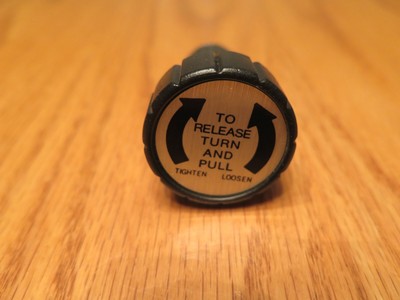 TO
RELEASE
TURN
AND
PULL
TIGHTEN LOOSEN